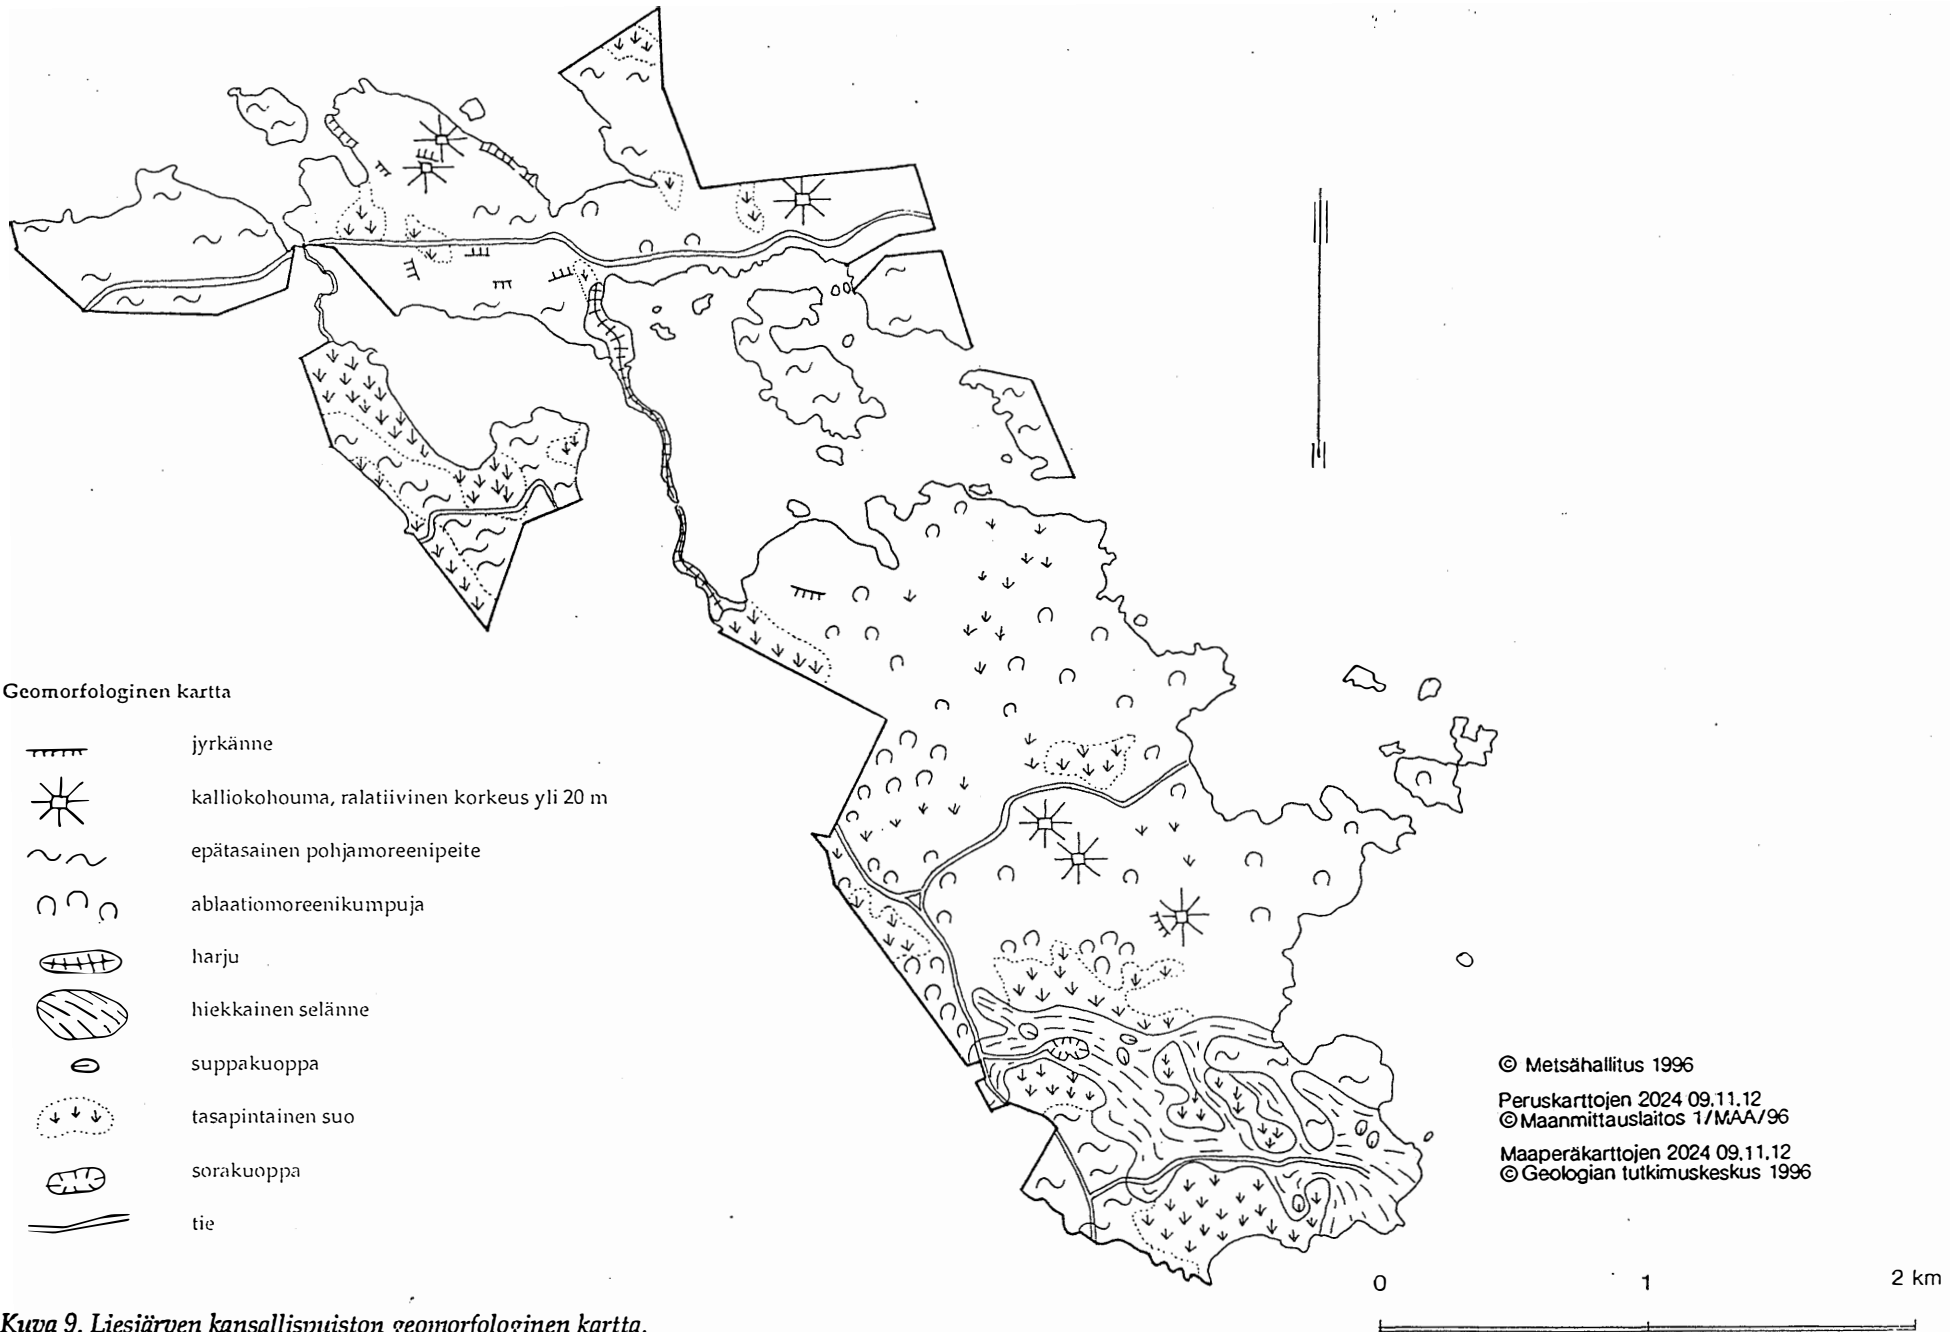 Geomorfologinen kartta
jyrkänne
kalliokohouma, ralatiivinen korkeus yli 20 m
epätasainen pohjamoreenipeite
ablaatiomoreenikumpuja
harju
hiekkainen selänne
suppakuoppa
tasapintainen suo
sorakuoppa
tie
© Metsähallitus 1996
Peruskarttojen 2024 09.11.12
© Maanmittauslaitos 1/MAA/96
Maaperäkarttojen 2024 09.11.12
© Geologian tutkimuskeskus 1996
0 1 2 km
Kuva 9. Liesjärven kansallispuiston geomorfologinen kartta.